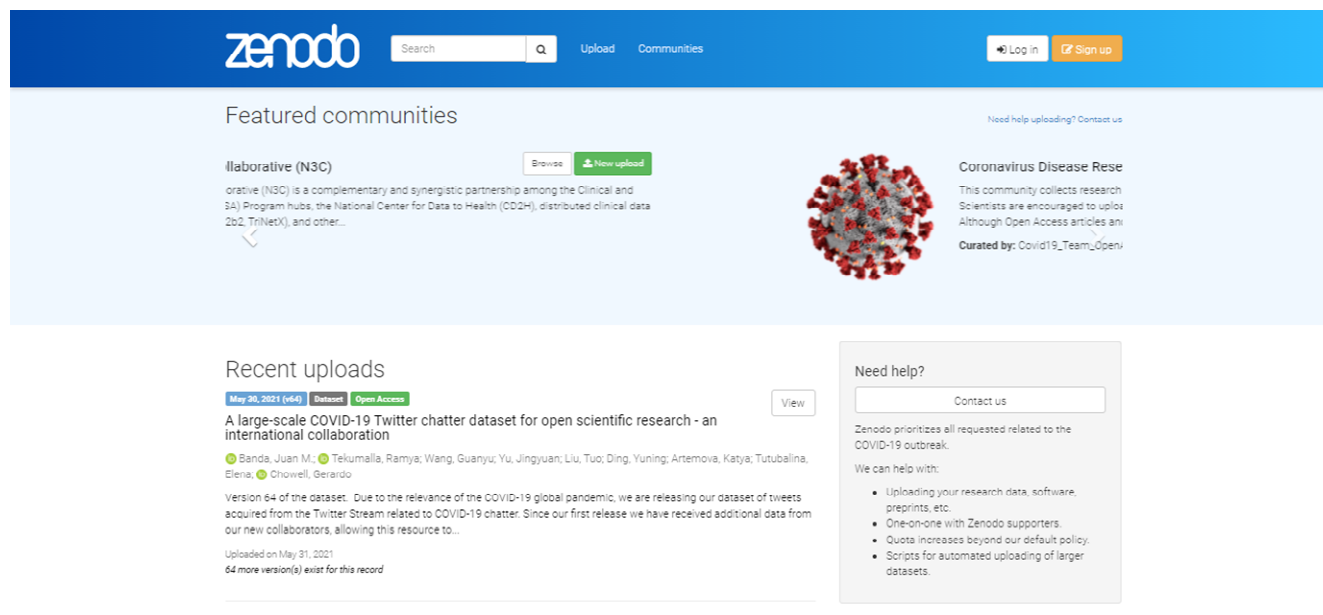 zenodo
Search
Upload
Communities
Log in
Sign up
Featured communities
Need help uploading? Contact us
llaborative (N3C)
Browse
New upload
orative (N3C) is a complementary and synergistic partnership among the Clinical and
SA) Program hubs, the National Center for Data to Health (CD2H), distributed clinical data
2b2, TriNetX), and other...
Coronavirus Disease Rese
This community collects research
Scientists are encouraged to uploa
Although Open Access articles and
Curated by: Covid19_Team_OpenA
Recent uploads
May 30, 2021 (v64) Dataset Open Access
View
A large-scale COVID-19 Twitter chatter dataset for open scientific research - an
international collaboration
Banda, Juan M.; Tekumalla, Ramya; Wang, Guanyu; Yu, Jingyuan; Liu, Tuo; Ding, Yuning; Artemova, Katya; Tutubalina,
Elena; Chowell, Gerardo
Version 64 of the dataset. Due to the relevance of the COVID-19 global pandemic, we are releasing our dataset of tweets
acquired from the Twitter Stream related to COVID-19 chatter. Since our first release we have received additional data from
our new collaborators, allowing this resource to...
Uploaded on May 31, 2021
64 more version(s) exist for this record
Need help?
Contact us
Zenodo prioritizes all requested related to the
COVID-19 outbreak.
We can help with:
Uploading your research data, software,
preprints, etc.
One-on-one with Zenodo supporters.
Quota increases beyond our default policy.
Scripts for automated uploading of larger
datasets.